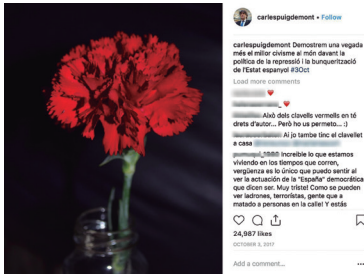 carlespuigdemont • Follow
carlespuigdemont Demostrem una vegada
més el millor civisme al món davant la
política de la repressió i la bunquerització
de l'Estat espanyol #3Oct
Load more comments
Això dels clavells vermells en té
drets d'autor... Però ho us permeto... :)
Ai jo tambe tinc el clavellet
a casa
pumuqui_1980 Increible lo que estamos
viviendo en los tiempos que corren,
vergüenza es lo único que puedo sentir al
ver la actuación de la "España" democrática
que dicen ser. Muy triste! Como se pueden
ver ladrones, terroristas, gente que a
matado a personas en la calle! Y estás
24,987 likes
OCTOBER 3, 2017
Add a comment...